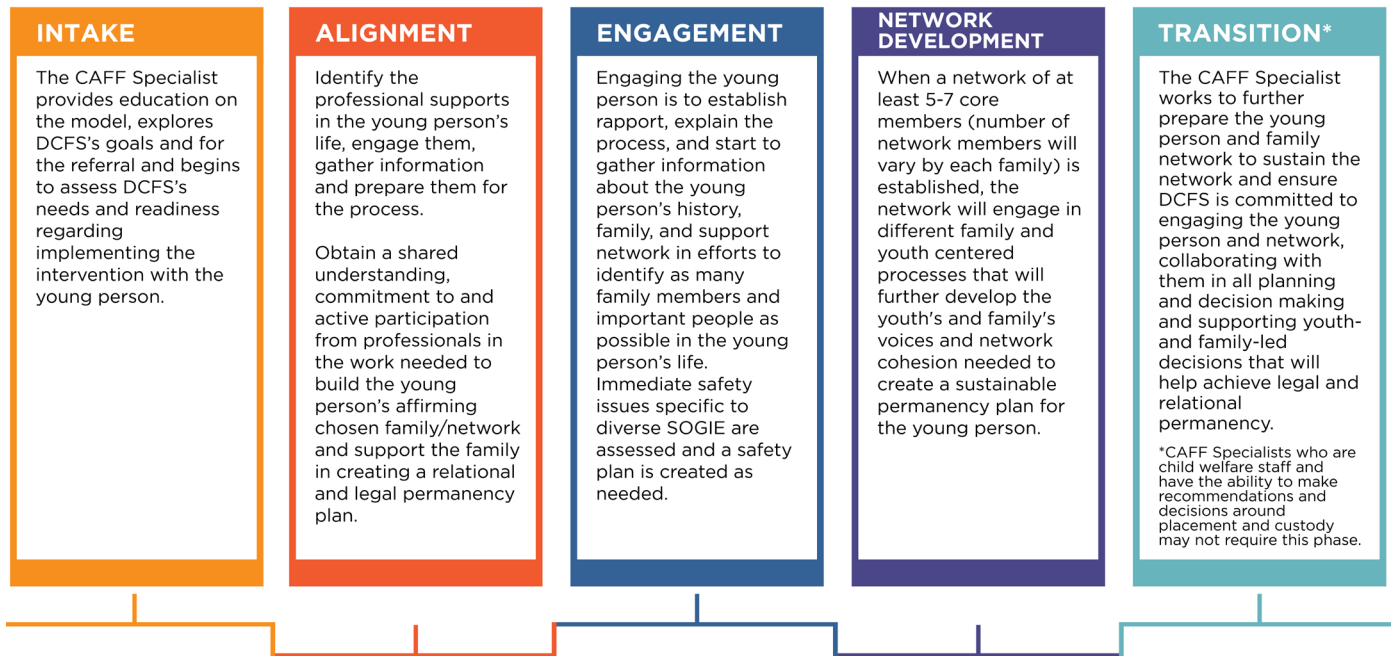 INTAKE
The CAFF Specialist
provides education on
the model, explores
DCFS's goals and for
the referral and begins
to assess DCFS's
needs and readiness
regarding
implementing the
intervention with the
young person.
ALIGNMENT
Identify the
professional supports
in the young person's
life, engage them,
gather information
and prepare them for
the process.
Obtain a shared
understanding,
commitment to and
active participation
from professionals in
the work needed to
build the young
person's affirming
chosen family/network
and support the family
in creating a relational
and legal permanency
plan.
ENGAGEMENT
Engaging the young
person is to establish
rapport, explain the
process, and start to
gather information
about the young
person's history,
family, and support
network in efforts to
identify as many
family members and
important people as
possible in the young
person's life.
Immediate safety
issues specific to
diverse SOGIE are
assessed and a safety
plan is created as
needed.
NETWORK
DEVELOPMENT
When a network of at
least 5-7 core
members (number of
network members will
vary by each family) is
established, the
network will engage in
different family and
youth centered
processes that will
further develop the
youth's and family's
voices and network
cohesion needed to
create a sustainable
permanency plan for
the young person.
TRANSITION*
The CAFF Specialist
works to further
prepare the young
person and family
network to sustain the
network and ensure
DCFS is committed to
engaging the young
person and network,
collaborating with
them in all planning
and decision making
and supporting youth-
and family-led
decisions that will
help achieve legal and
relational
permanency.
*CAFF Specialists who are
child welfare staff and
have the ability to make
recommendations and
decisions around
placement and custody
may not require this phase.